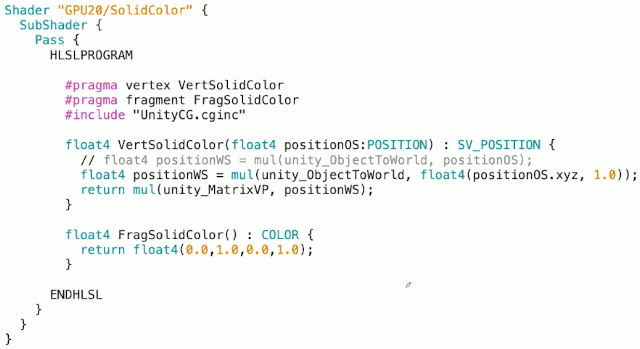 Shader "GPU20/SolidColor" {
SubShader {
Pass {
HLSLPROGRAM
#pragma vertex VertSolidColor
#pragma fragment FragSolidColor
#include "UnityCG.cginc"
float4 VertSolidColor(float4 positionOS:POSITION) : SV_POSITION {
// float4 positionWS = mul(unity_ObjectToWorld, positionOS);
float4 positionWS = mul(unity_ObjectToWorld, float4(positionOS.xyz, 1.0));
return mul(unity_MatrixVP, positionWS);
}
float4 FragSolidColor() : COLOR {
return float4(0.0,1.0,0.0,1.0);
}
ENDHLSL
}
}
}